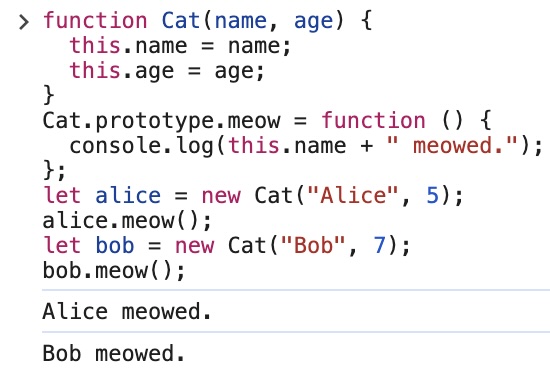 > function Cat(name, age) {
  this.name = name;
  this.age = age;
}
Cat.prototype.meow = function () {
  console.log(this.name + " meowed.");
};
let alice = new Cat("Alice", 5);
alice.meow();
let bob = new Cat("Bob", 7);
bob.meow();
Alice meowed.
Bob meowed.